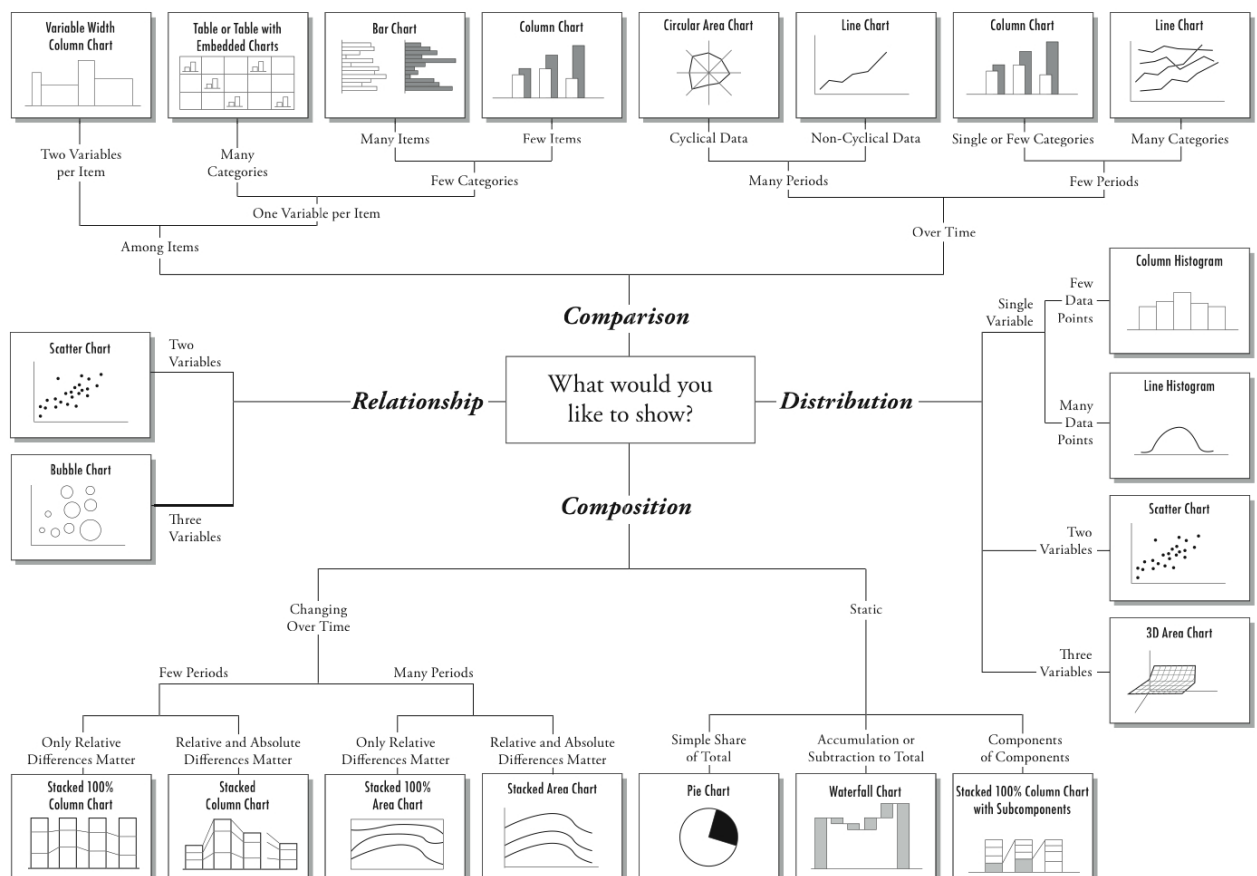 Variable Width
Column Chart
Table or Table with
Embedded Charts
Bar Chart
Column Chart
Circular Area Chart
Line Chart
Column Chart
Line Chart
Two Variables
per Item
Many
Categories
Many Items
Few Items
Cyclical Data
Non-Cyclical Data
Single or Few Categories
Many Categories
Few Categories
Many Periods
Few Periods
One Variable per Item
Among Items
Over Time
Comparison
What would you
like to show?
Relationship
Two
Variables
Scatter Chart
Bubble Chart
Three
Variables
Distribution
Single
Variable
Few
Data
Points
Column Histogram
Many
Data
Points
Line Histogram
Two
Variables
Scatter Chart
Three
Variables
3D Area Chart
Composition
Changing
Over Time
Static
Few Periods
Many Periods
Only Relative
Differences Matter
Relative and Absolute
Differences Matter
Only Relative
Differences Matter
Relative and Absolute
Differences Matter
Simple Share
of Total
Accumulation or
Subtraction to Total
Components
of Components
Stacked 100%
Column Chart
Stacked
Column Chart
Stacked 100%
Area Chart
Stacked Area Chart
Pie Chart
Waterfall Chart
Stacked 100% Column Chart
with Subcomponents